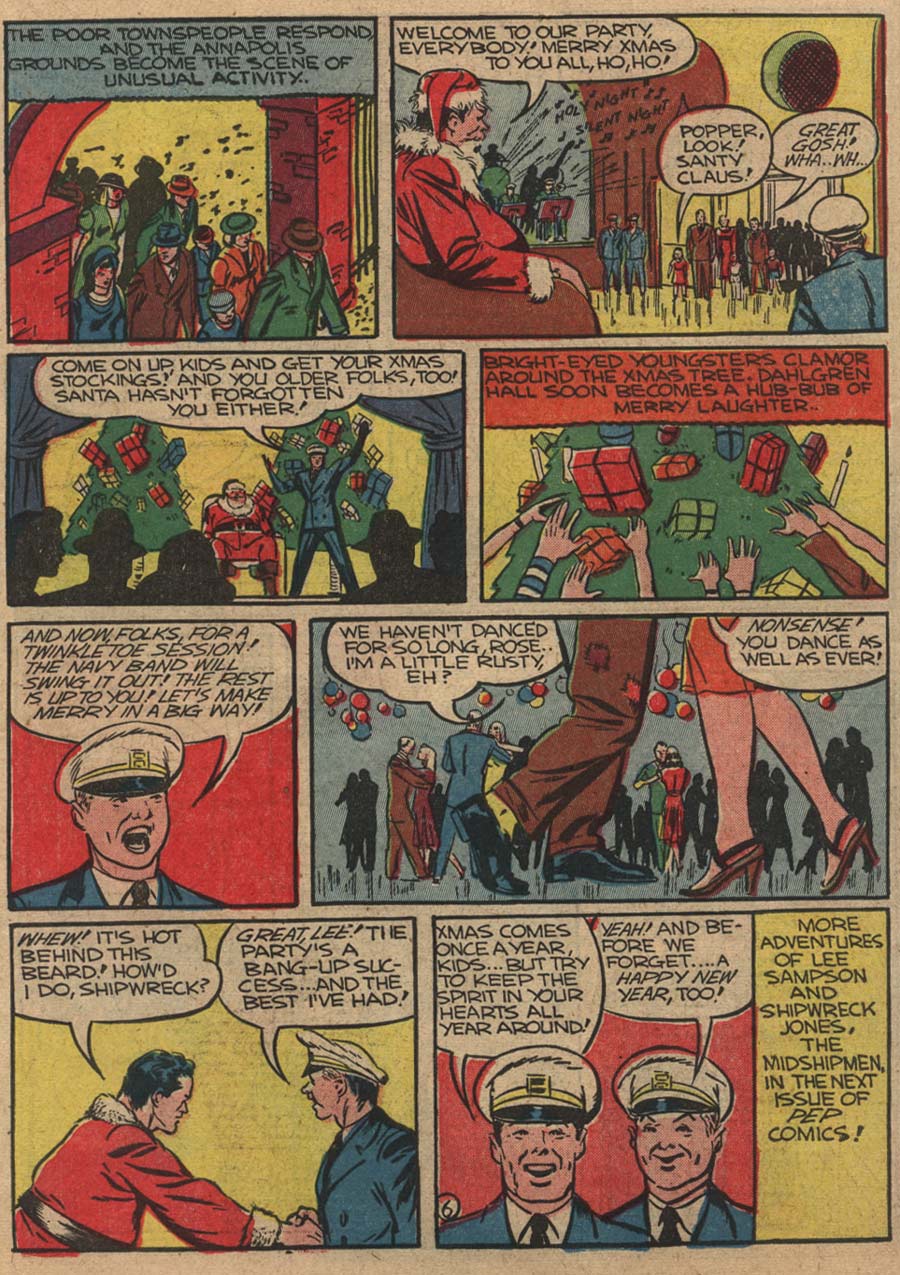 THE POOR TOWNSPEOPLE RESPOND,
AND THE ANNAPOLIS
GROUNDS BECOME THE SCENE OF
UNUSUAL ACTIVITY..
WELCOME TO OUR PARTY,
EVERYBODY! MERRY XMAS
TO YOU ALL, HO, HO!
HOLY NIGHT
SILENT NIGHT
POPPER,
LOOK!
SANTY
CLAUS!
GREAT
GOSH!
WHA..WH...
COME ON UP KIDS AND GET YOUR XMAS
STOCKINGS! AND YOU OLDER FOLKS, TOO!
SANTA HASN'T FORGOTTEN
YOU EITHER!
BRIGHT-EYED YOUNGSTERS CLAMOR
AROUND THE XMAS TREE. DAHLGREN
HALL SOON BECOMES A HUB-BUB OF
MERRY LAUGHTER..
AND NOW, FOLKS, FOR A
TWINKLETOE SESSION!
THE NAVY BAND WILL
SWING IT OUT! THE REST
IS UP TO YOU! LET'S MAKE
MERRY IN A BIG WAY!
WE HAVEN'T DANCED
FOR SO LONG, ROSE..
I'M A LITTLE RUSTY,
EH?
NONSENSE!
YOU DANCE AS
WELL AS EVER!
WHEW! IT'S HOT
BEHIND THIS
BEARD! HOW'D
I DO, SHIPWRECK?
GREAT, LEE! THE
PARTY'S A
BANG-UP SUC-
CESS...AND THE
BEST I'VE HAD!
XMAS COMES
ONCE A YEAR,
KIDS...BUT TRY
TO KEEP THE
SPIRIT IN YOUR
HEARTS ALL
YEAR AROUND!
YEAH! AND BE-
FORE WE
FORGET....A
HAPPY NEW
YEAR, TOO!
6
MORE
ADVENTURES
OF LEE
SAMPSON
AND
SHIPWRECK
JONES,
THE
MIDSHIPMEN,
IN THE NEXT
ISSUE OF
PEP
COMICS!